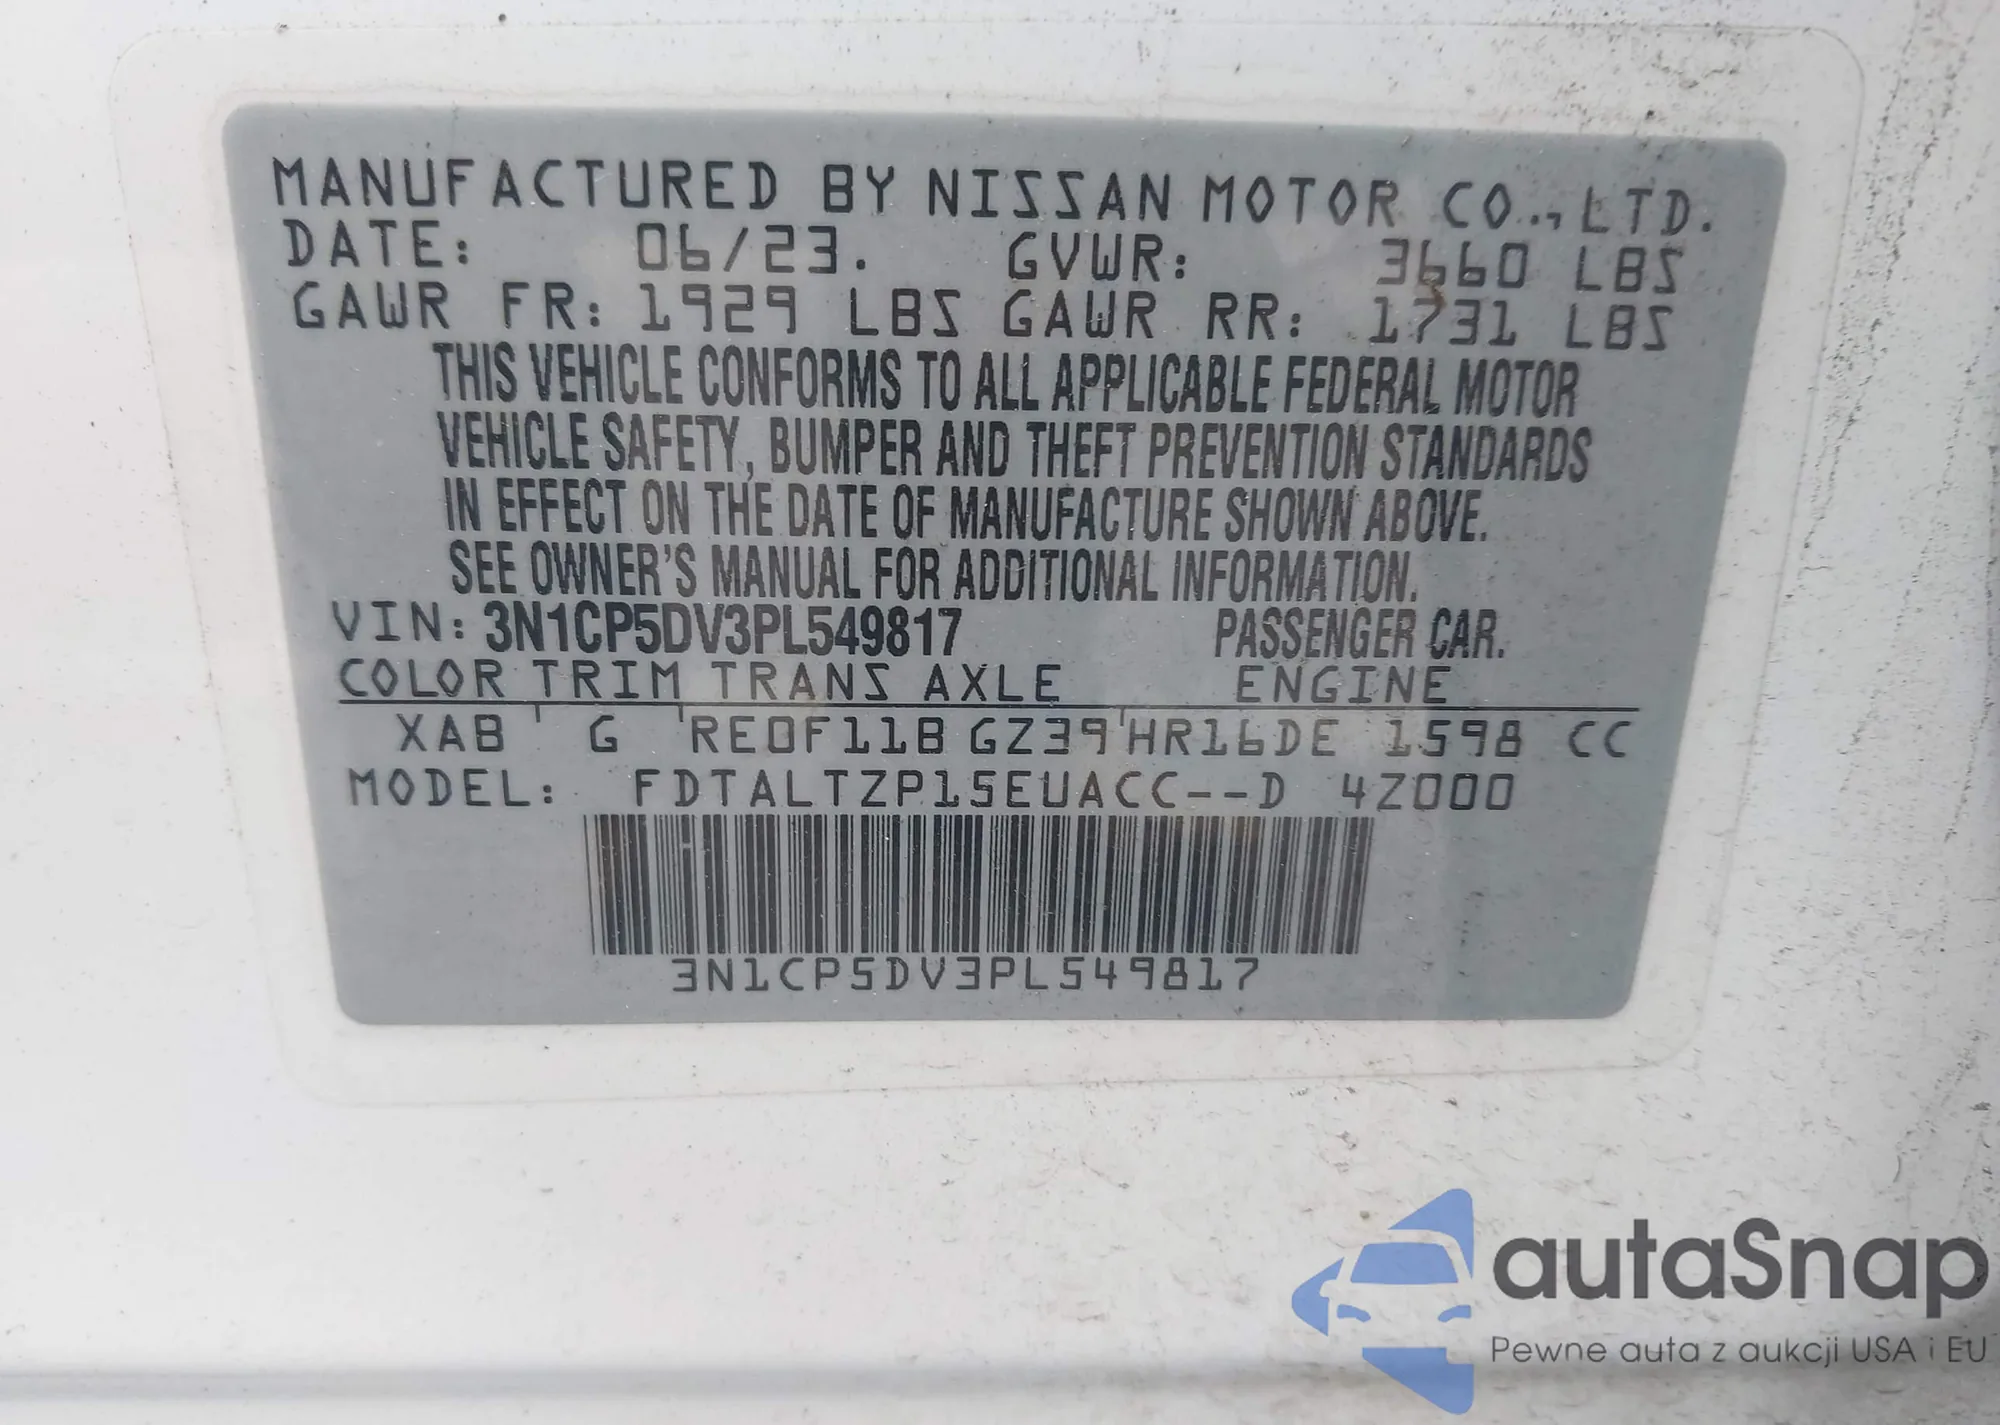 MANUFACTURED BY NISSAN MOTOR CO., LTD.
DATE: 06/23. GVWR: 3660 LBS
GAWR FR: 1929 LBS GAWR RR: 1731 LBS
THIS VEHICLE CONFORMS TO ALL APPLICABLE FEDERAL MOTOR
VEHICLE SAFETY, BUMPER AND THEFT PREVENTION STANDARDS
IN EFFECT ON THE DATE OF MANUFACTURE SHOWN ABOVE.
SEE OWNER'S MANUAL FOR ADDITIONAL INFORMATION.
VIN: 3N1CP5DV3PL549817 PASSENGER CAR.
COLOR TRIM TRANS AXLE ENGINE
XAB G RE0F11B GZ39 HR16DE 1598 CC
MODEL: FDTALTZP15EUACC--D 4Z000
3N1CP5DV3PL549817
autaSnap
Pewne auta z aukcji USA i EU